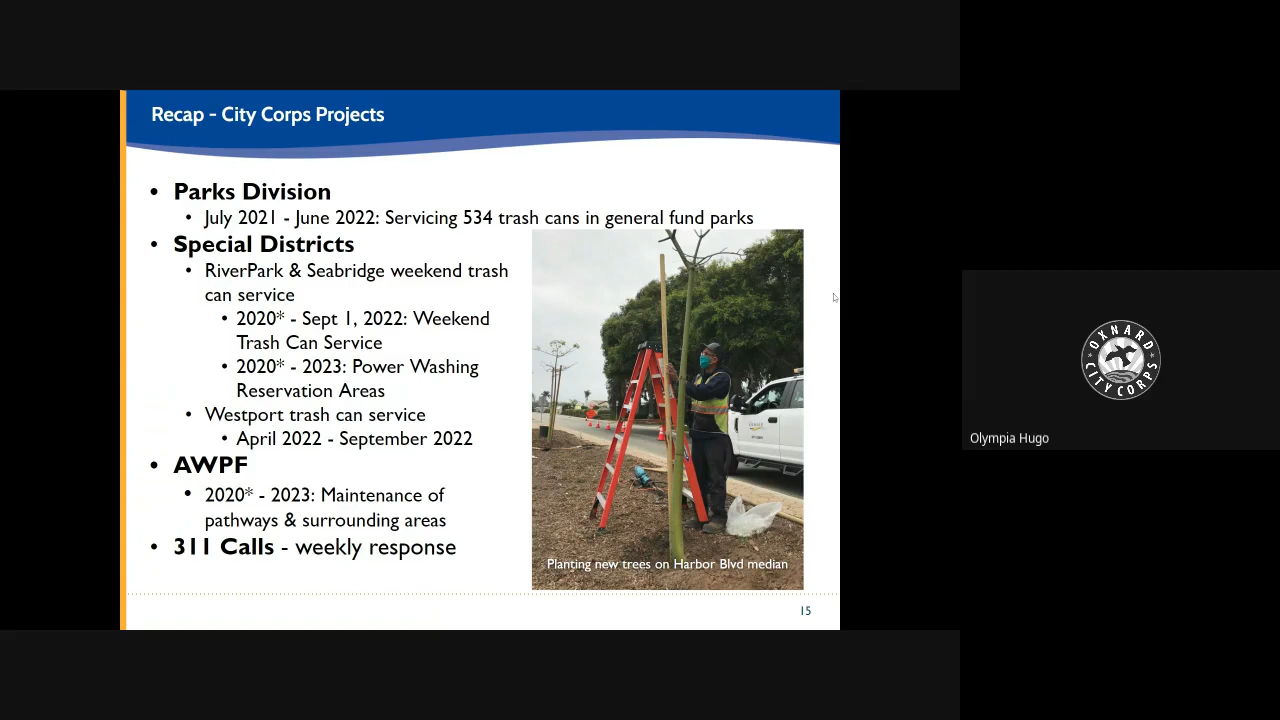 Recap - City Corps Projects
• Parks Division
• July 2021 - June 2022: Servicing 534 trash cans in general fund parks
• Special Districts
• RiverPark & Seabridge weekend trash
can service
• 2020* - Sept 1, 2022: Weekend
Trash Can Service
• 2020* - 2023: Power Washing
Reservation Areas
• Westport trash can service
• April 2022 - September 2022
• AWPF
• 2020* - 2023: Maintenance of
pathways & surrounding areas
• 311 Calls - weekly response
Planting new trees on Harbor Blvd median
15
OXNARD
CITY CORPS
Olympia Hugo